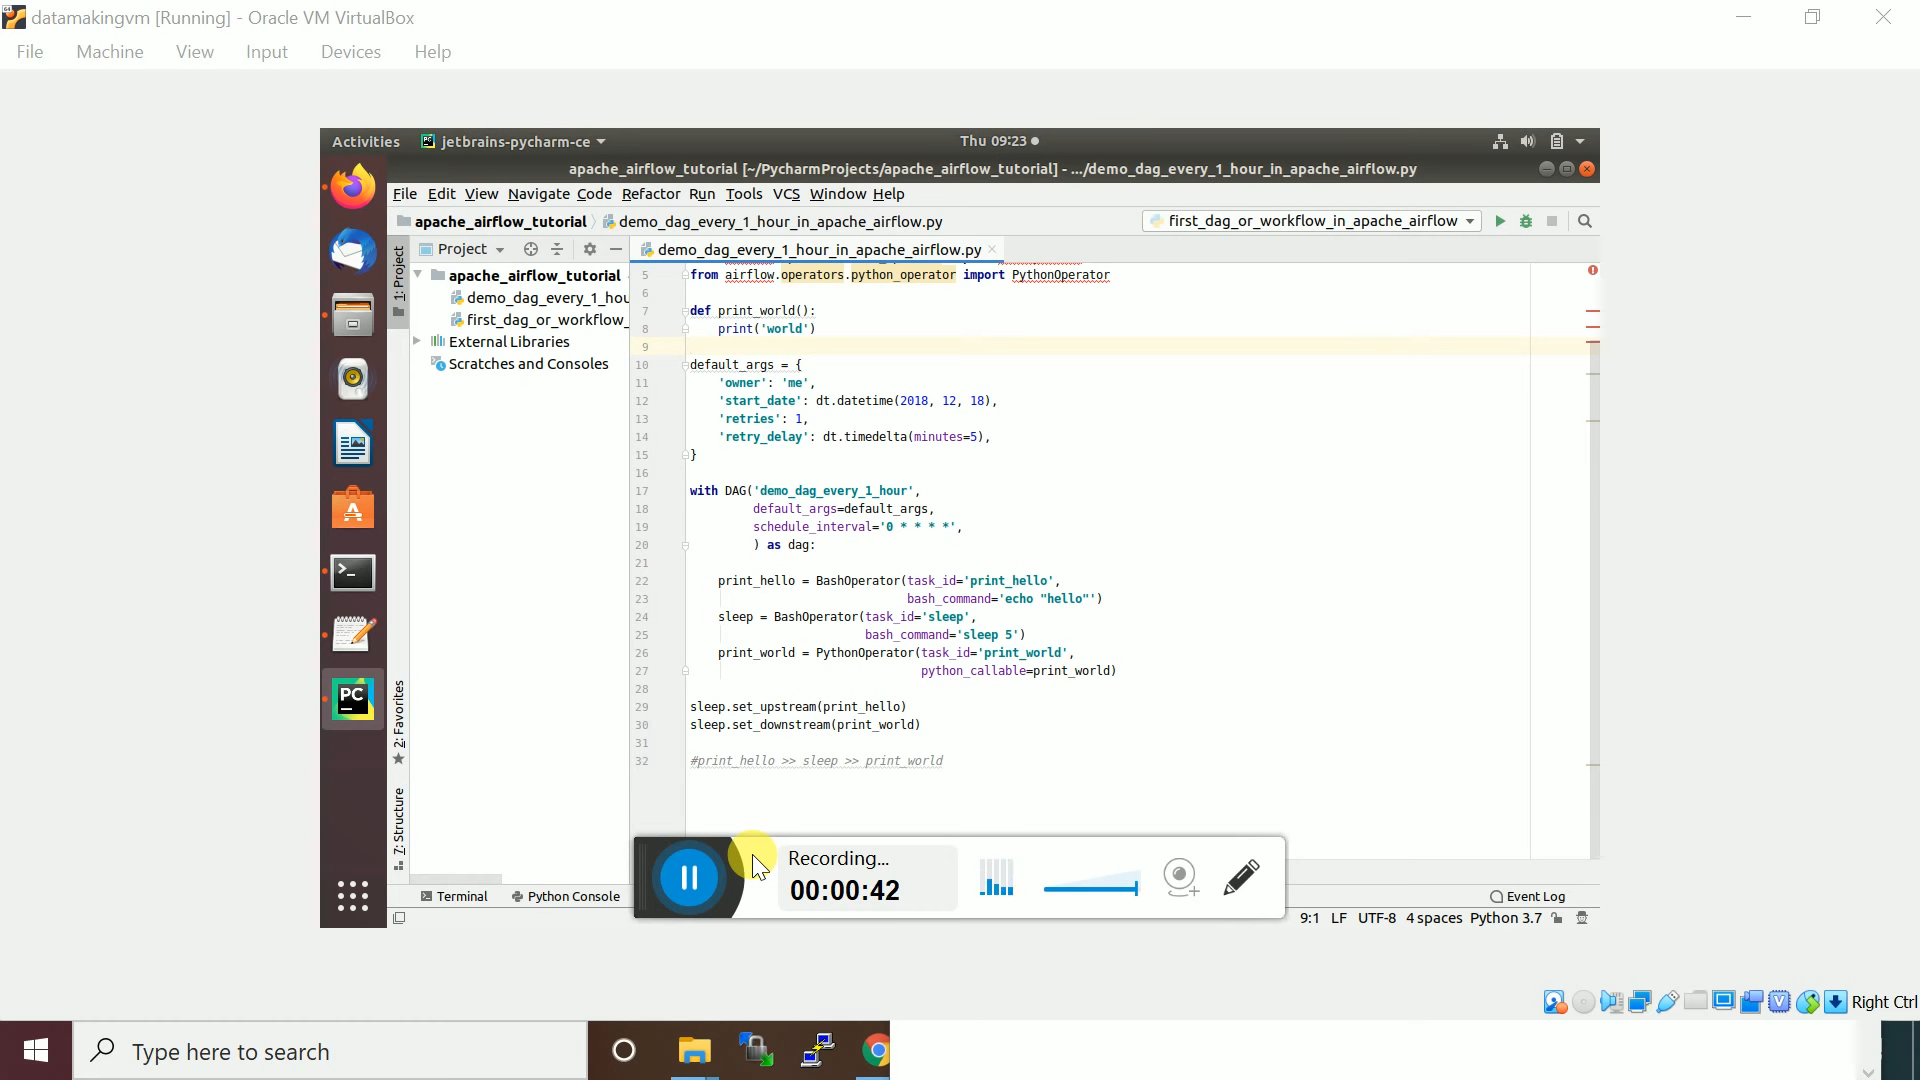 datamakingvm [Running] - Oracle VM VirtualBox
File Machine View Input Devices Help
Activities jetbrains-pycharm-ce Thu 09:23
apache_airflow_tutorial [~/PycharmProjects/apache_airflow_tutorial] - .../demo_dag_every_1_hour_in_apache_airflow.py
File Edit View Navigate Code Refactor Run Tools VCS Window Help
apache_airflow_tutorial demo_dag_every_1_hour_in_apache_airflow.py first_dag_or_workflow_in_apache_airflow
1: Project
Project
apache_airflow_tutorial
demo_dag_every_1_hou
first_dag_or_workflow_
External Libraries
Scratches and Consoles
2: Favorites
7: Structure
demo_dag_every_1_hour_in_apache_airflow.py
5 from airflow.operators.python_operator import PythonOperator
6
7 def print_world():
8 print('world')
9
10 default_args = {
11 'owner': 'me',
12 'start_date': dt.datetime(2018, 12, 18),
13 'retries': 1,
14 'retry_delay': dt.timedelta(minutes=5),
15 }
16
17 with DAG('demo_dag_every_1_hour',
18 default_args=default_args,
19 schedule_interval='0 * * * *',
20 ) as dag:
21
22 print_hello = BashOperator(task_id='print_hello',
23 bash_command='echo "hello"')
24 sleep = BashOperator(task_id='sleep',
25 bash_command='sleep 5')
26 print_world = PythonOperator(task_id='print_world',
27 python_callable=print_world)
28
29 sleep.set_upstream(print_hello)
30 sleep.set_downstream(print_world)
31
32 #print_hello >> sleep >> print_world
Recording...
00:00:42
Terminal Python Console Event Log
9:1 LF UTF-8 4 spaces Python 3.7
Right Ctrl
Type here to search